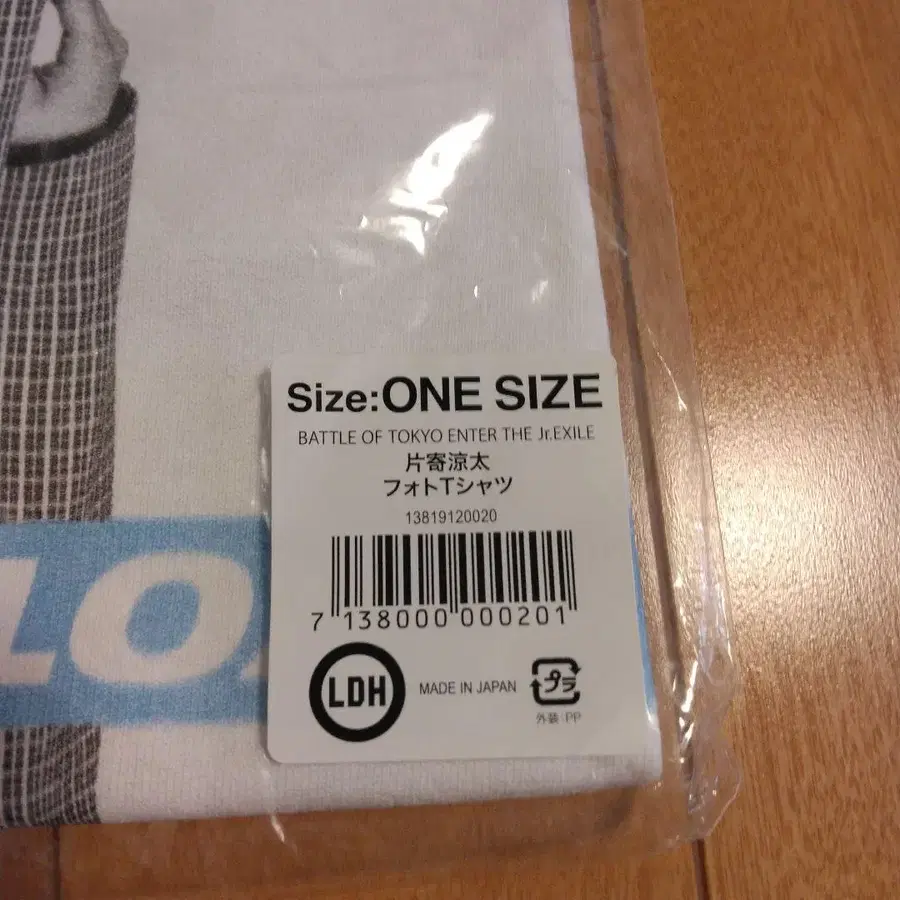 Size:ONE SIZE
BATTLE OF TOKYO ENTER THE Jr.EXILE
片寄涼太
フォトTシャツ
13819120020
7 138000 000201
LDH
MADE IN JAPAN
プラ
外装:PP
LO